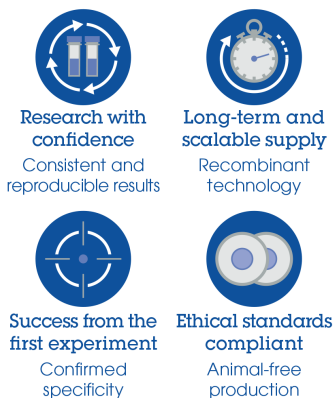 Research with
confidence
Consistent and
reproducible results
Long-term and
scalable supply
Recombinant
technology
Success from the
first experiment
Confirmed
specificity
Ethical standards
compliant
Animal-free
production